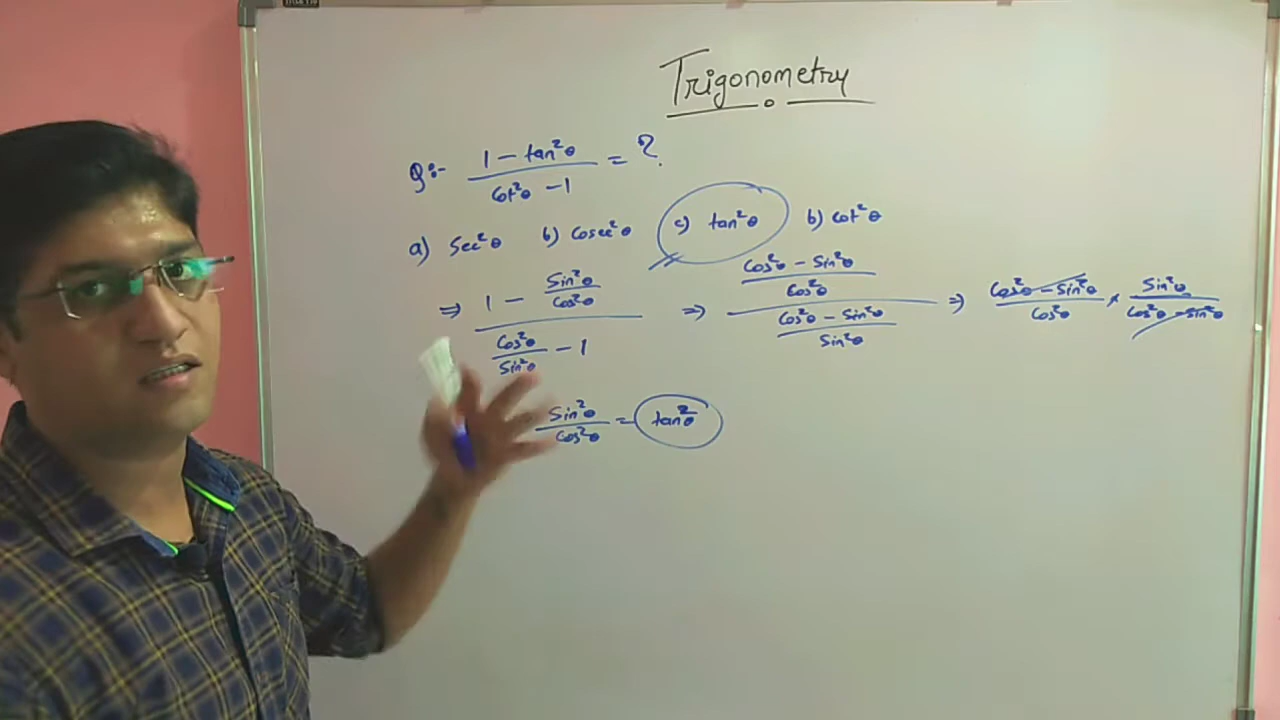 Trigonometry
Q:- (1 - tan²θ)/(Cot²θ - 1) = ?
a) Sec²θ b) Cosec²θ c) tan²θ b) Cot²θ
⇒ (1 - Sin²θ/Cos²θ)/(Cos²θ/Sin²θ - 1) ⇒ ((Cos²θ - Sin²θ)/Cos²θ)/((Cos²θ - Sin²θ)/Sin²θ) ⇒ (Cos²θ - Sin²θ)/Cos²θ × Sin²θ/(Cos²θ - Sin²θ)
Sin²θ/Cos²θ = tan²θ